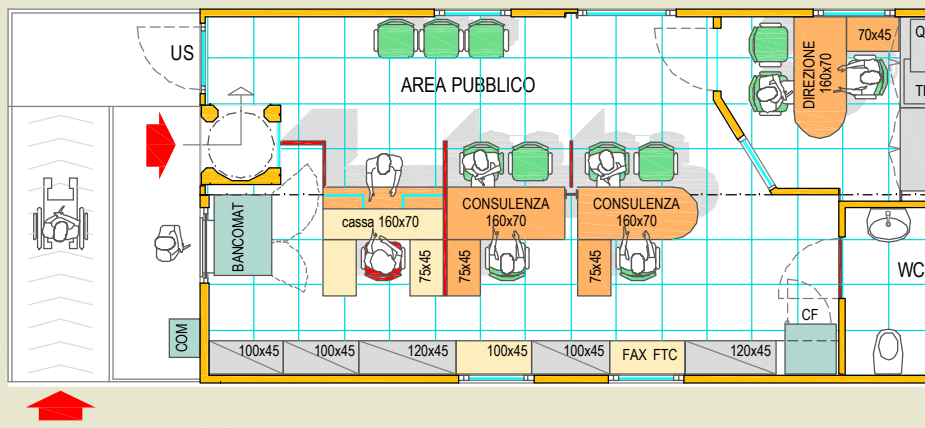 US
AREA PUBBLICO
DIREZIONE
160x70
70x45
BANCOMAT
cassa 160x70
75x45
CONSULENZA
160x70
75x45
CONSULENZA
160x70
75x45
WC
COM
CF
100x45
100x45
120x45
100x45
100x45
FAX FTC
120x45